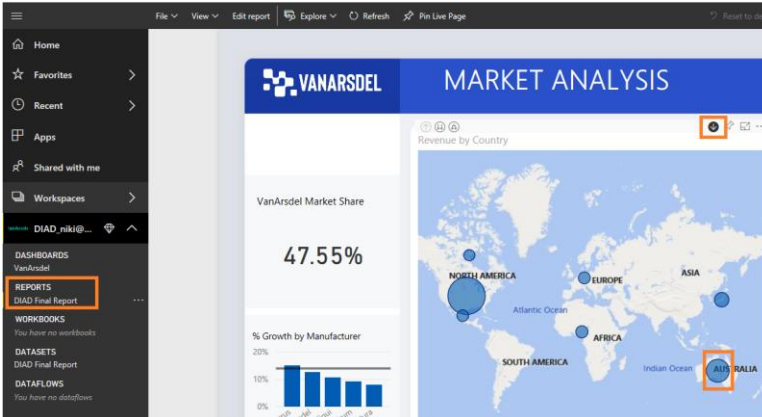 File View Edit report Explore Refresh Pin Live Page Reset to de
Home
Favorites
Recent
Apps
Shared with me
Workspaces
DIAD_niki@...
DASHBOARDS
VanArsdel
REPORTS
DIAD Final Report
WORKBOOKS
You have no workbooks
DATASETS
DIAD Final Report
DATAFLOWS
You have no dataflows
VANARSDEL
MARKET ANALYSIS
VanArsdel Market Share
47.55%
% Growth by Manufacturer
20%
10%
0%
Revenue by Country
NORTH AMERICA
EUROPE
ASIA
Atlantic Ocean
AFRICA
SOUTH AMERICA
Indian Ocean
AUSTRALIA